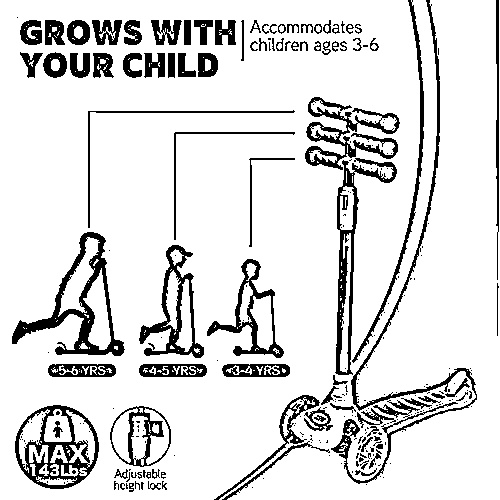 GROWS WITH
YOUR CHILD
Accommodates
children ages 3-6
5-6 YRS
4-5 YRS
3-4 YRS
MAX
143Lbs
Adjustable
height lock